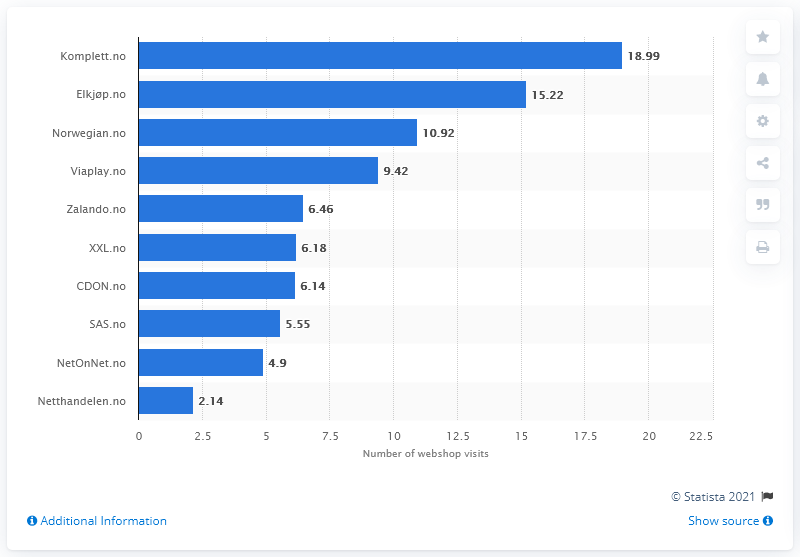 Komplett.no 18.99
Elkjøp.no 15.22
Norwegian.no 10.92
Viaplay.no 9.42
Zalando.no 6.46
XXL.no 6.18
CDON.no 6.14
SAS.no 5.55
NetOnNet.no 4.9
Netthandelen.no 2.14
0 2.5 5 7.5 10 12.5 15 17.5 20 22.5
Number of webshop visits
© Statista 2021
Additional Information Show source